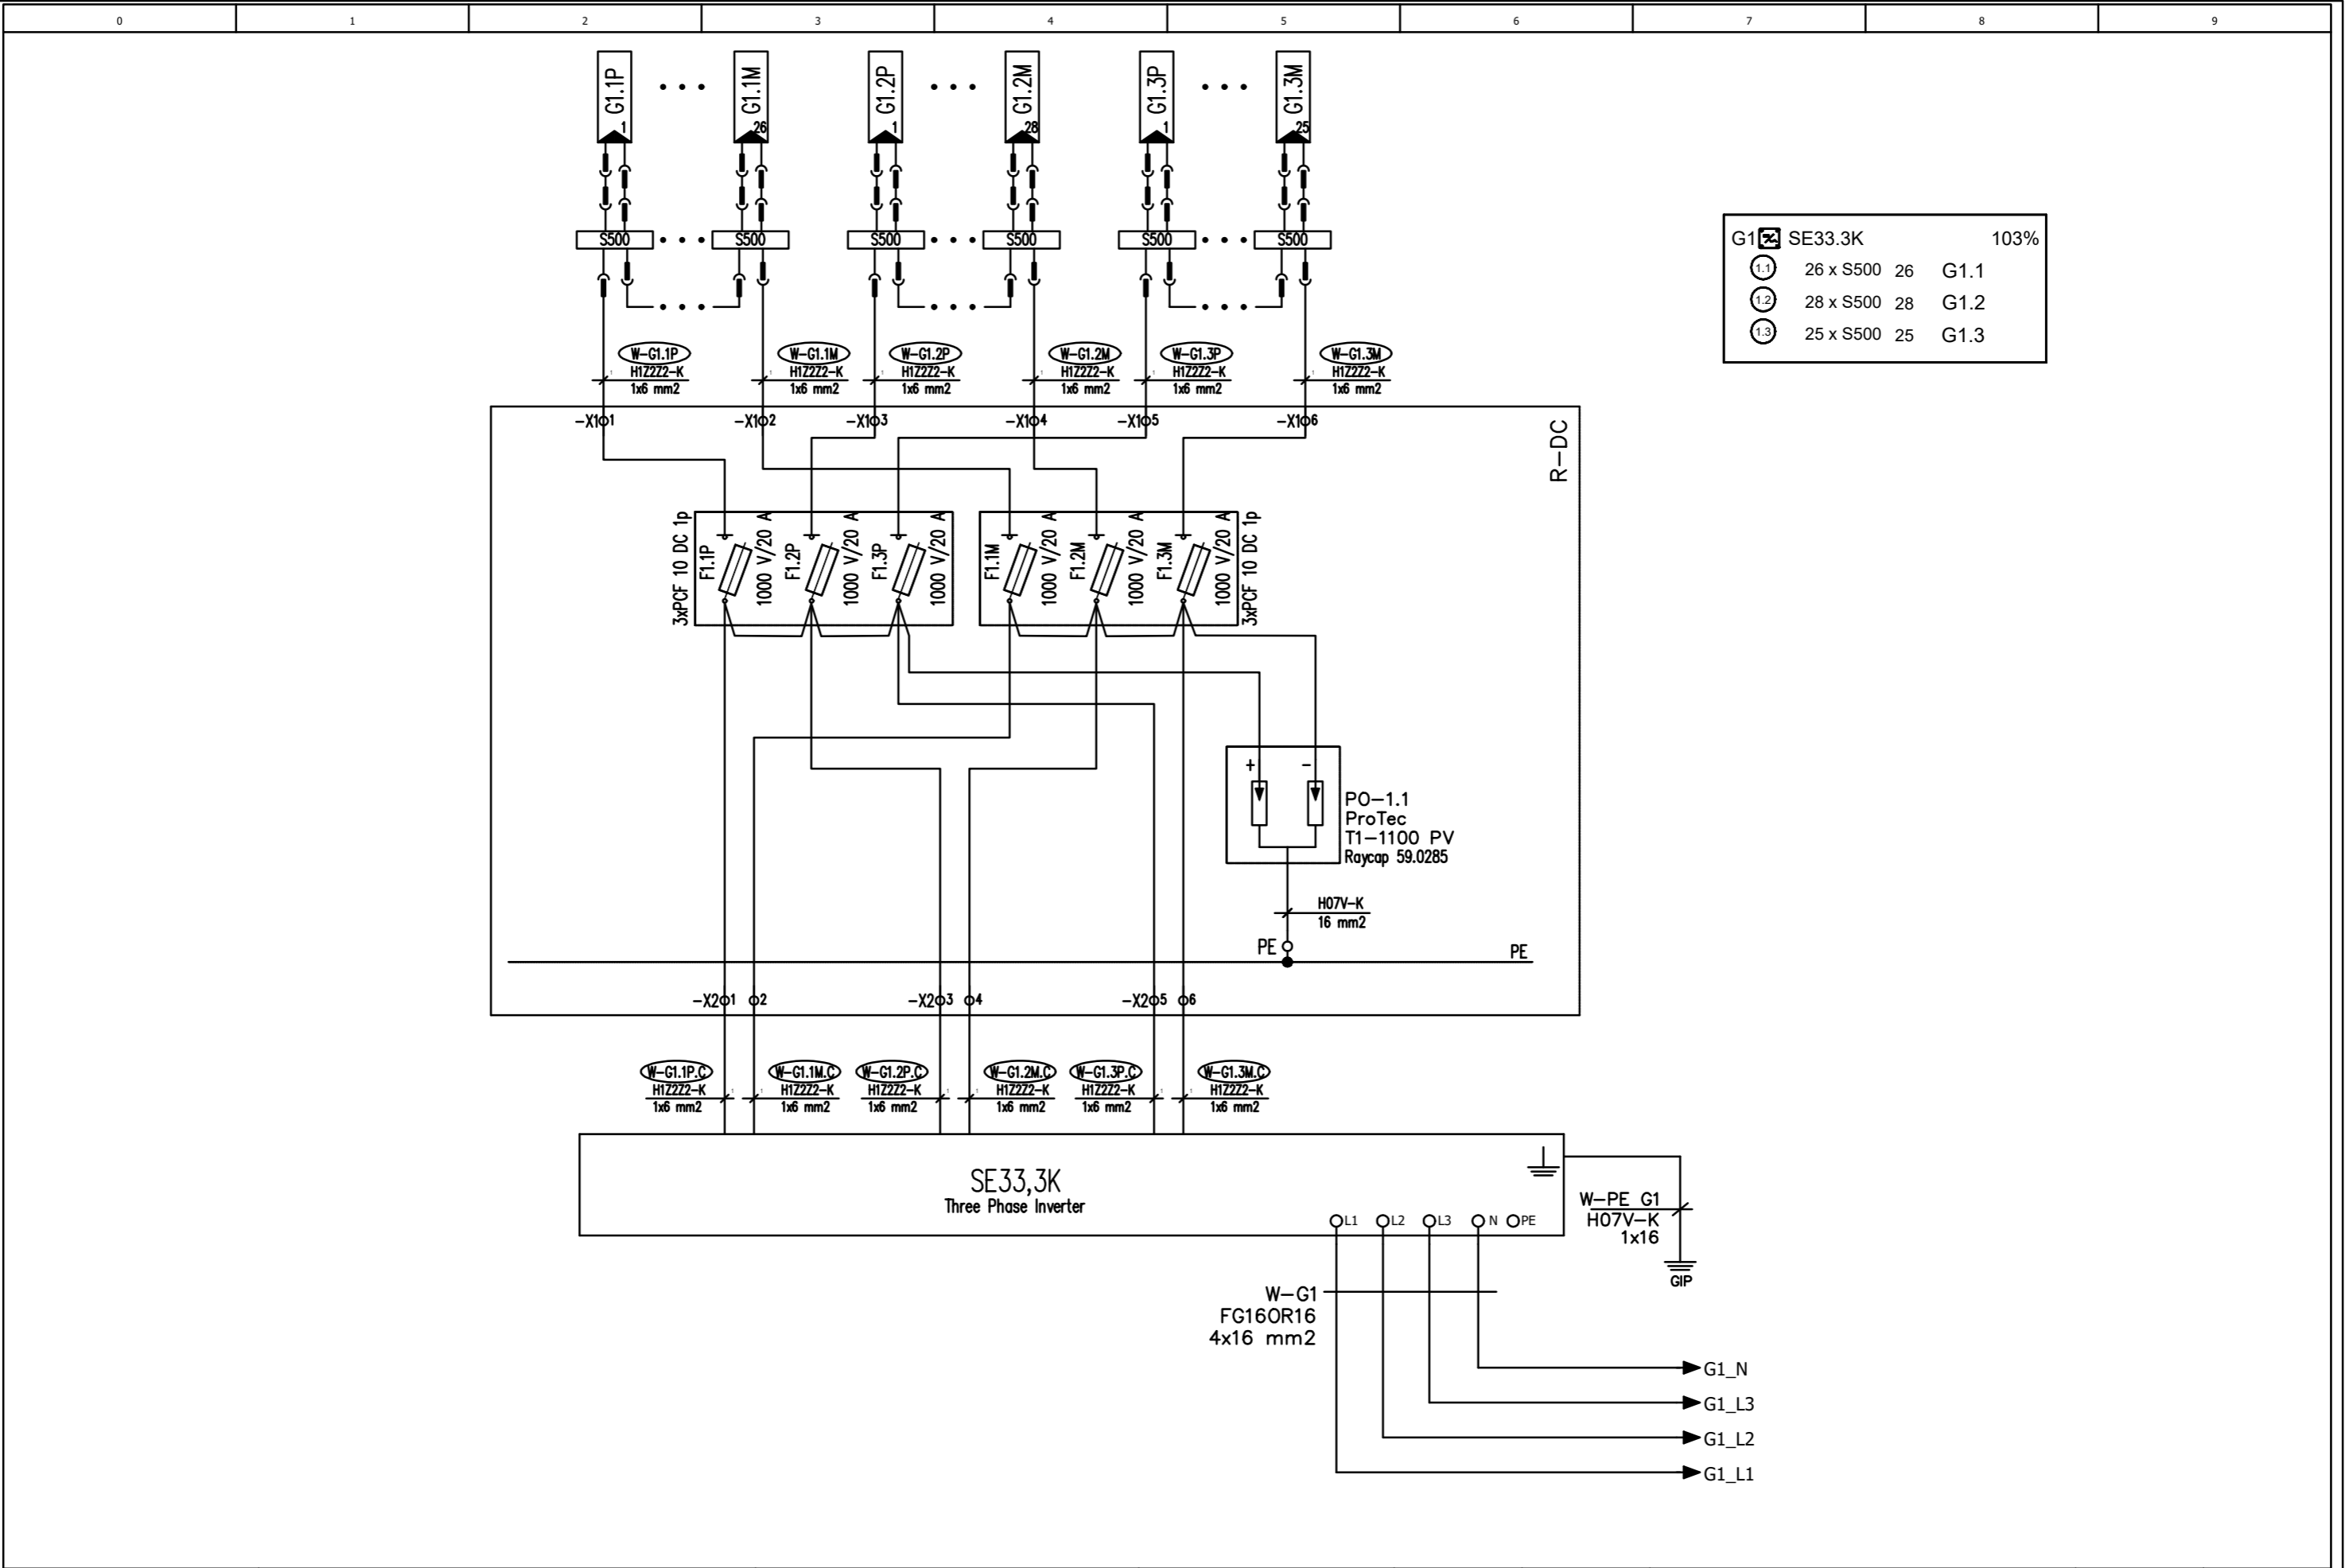 0 1 2 3 4 5 6 7 8 9
G1.1P G1.1M G1.2P G1.2M G1.3P G1.3M
1 26 1 28 1 25
S500 S500 S500 S500 S500 S500
G1 SE33.3K 103%
1.1 26 x S500 26 G1.1
1.2 28 x S500 28 G1.2
1.3 25 x S500 25 G1.3
W-G1.1P W-G1.1M W-G1.2P W-G1.2M W-G1.3P W-G1.3M
H1Z2Z2-K H1Z2Z2-K H1Z2Z2-K H1Z2Z2-K H1Z2Z2-K H1Z2Z2-K
1x6 mm2 1x6 mm2 1x6 mm2 1x6 mm2 1x6 mm2 1x6 mm2
-X1 1 -X1 2 -X1 3 -X1 4 -X1 5 -X1 6
R-DC
3xPCF 10 DC 1p
F1.1P 1000 V/20 A
F1.2P 1000 V/20 A
F1.3P 1000 V/20 A
F1.1M 1000 V/20 A
F1.2M 1000 V/20 A
F1.3M 1000 V/20 A
3xPCF 10 DC 1p
+ -
PO-1.1
ProTec
T1-1100 PV
Raycap 59.0285
H07V-K
16 mm2
PE PE
-X2 1 2 -X2 3 4 -X2 5 6
W-G1.1P.C W-G1.1M.C W-G1.2P.C W-G1.2M.C W-G1.3P.C W-G1.3M.C
H1Z2Z2-K H1Z2Z2-K H1Z2Z2-K H1Z2Z2-K H1Z2Z2-K H1Z2Z2-K
1x6 mm2 1x6 mm2 1x6 mm2 1x6 mm2 1x6 mm2 1x6 mm2
SE33,3K
Three Phase Inverter
L1 L2 L3 N PE
W-PE G1
H07V-K
1x16
GIP
W-G1
FG16OR16
4x16 mm2
G1_N
G1_L3
G1_L2
G1_L1